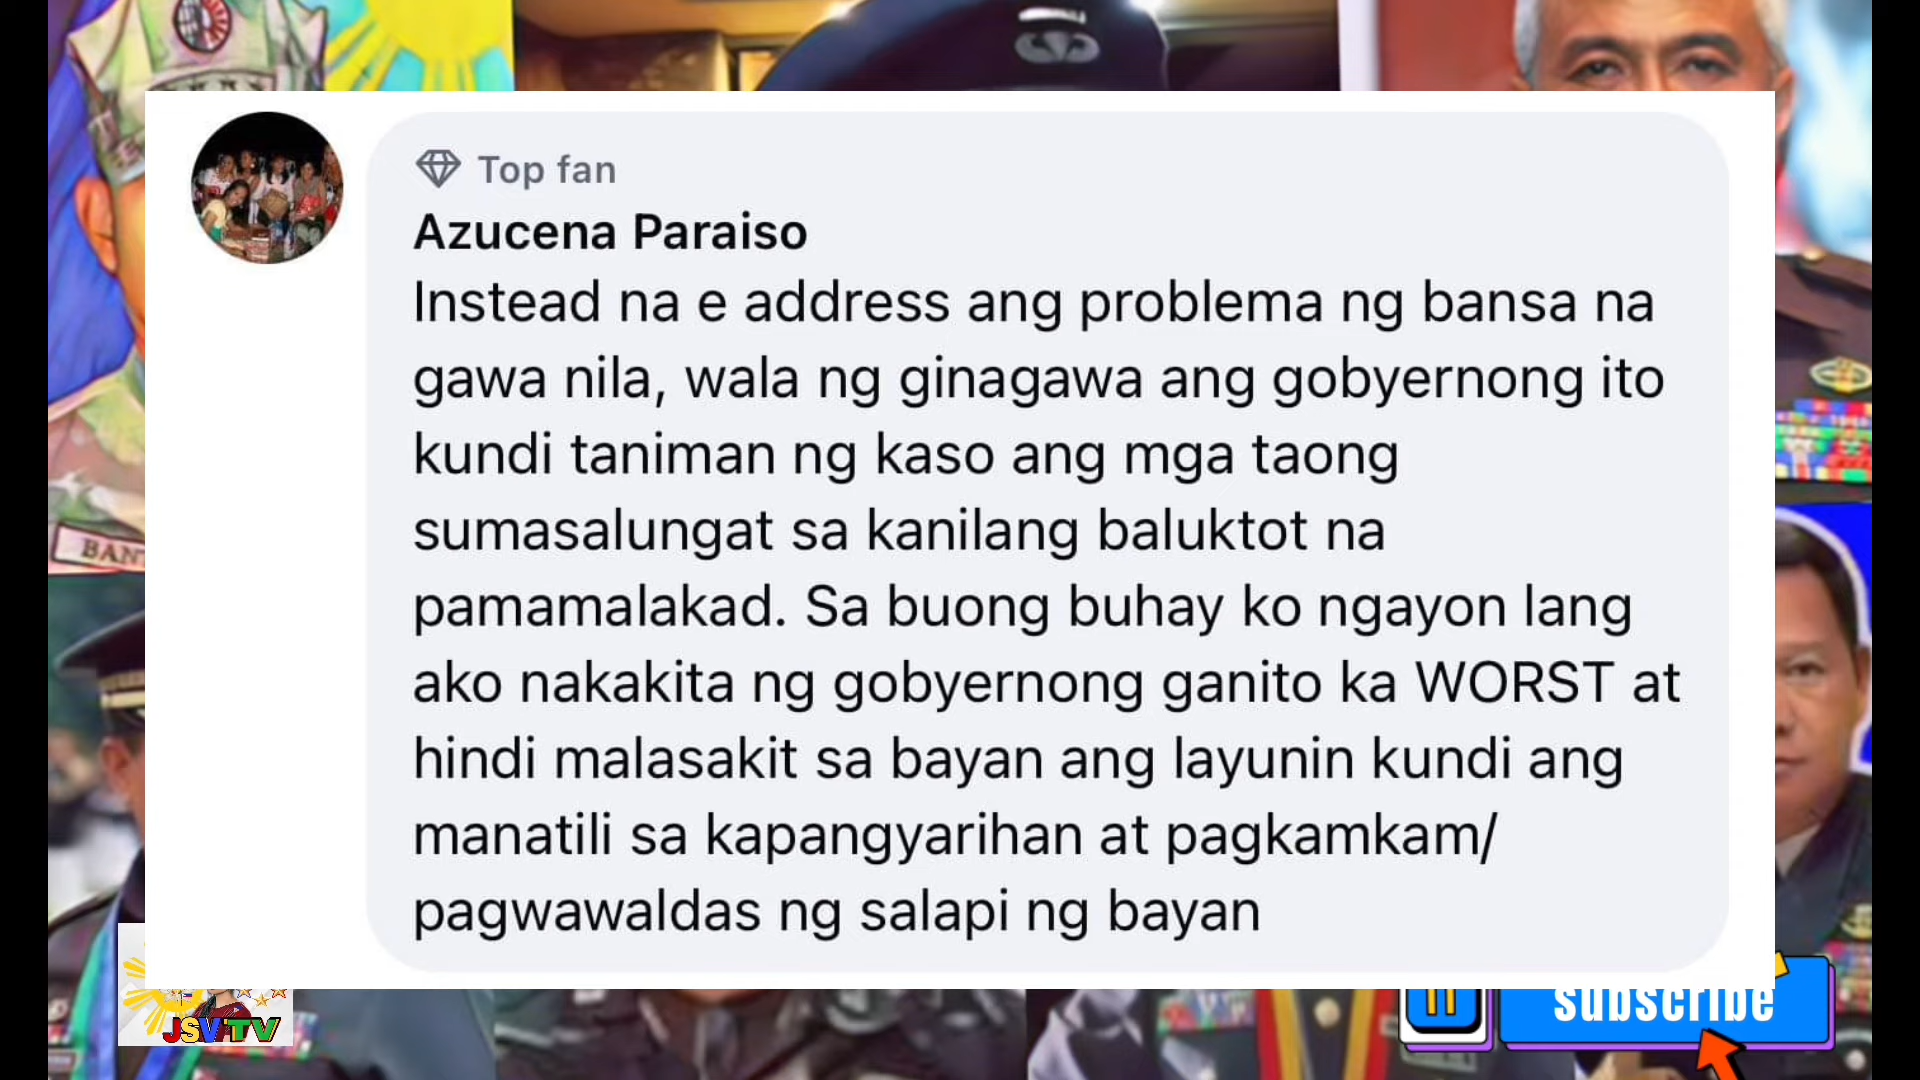 Top fan
Azucena Paraiso
Instead na e address ang problema ng bansa na
gawa nila, wala ng ginagawa ang gobyernong ito
kundi taniman ng kaso ang mga taong
sumasalungat sa kanilang baluktot na
pamamalakad. Sa buong buhay ko ngayon lang
ako nakakita ng gobyernong ganito ka WORST at
hindi malasakit sa bayan ang layunin kundi ang
manatili sa kapangyarihan at pagkamkam/
pagwawaldas ng salapi ng bayan
JSV TV
subscribe